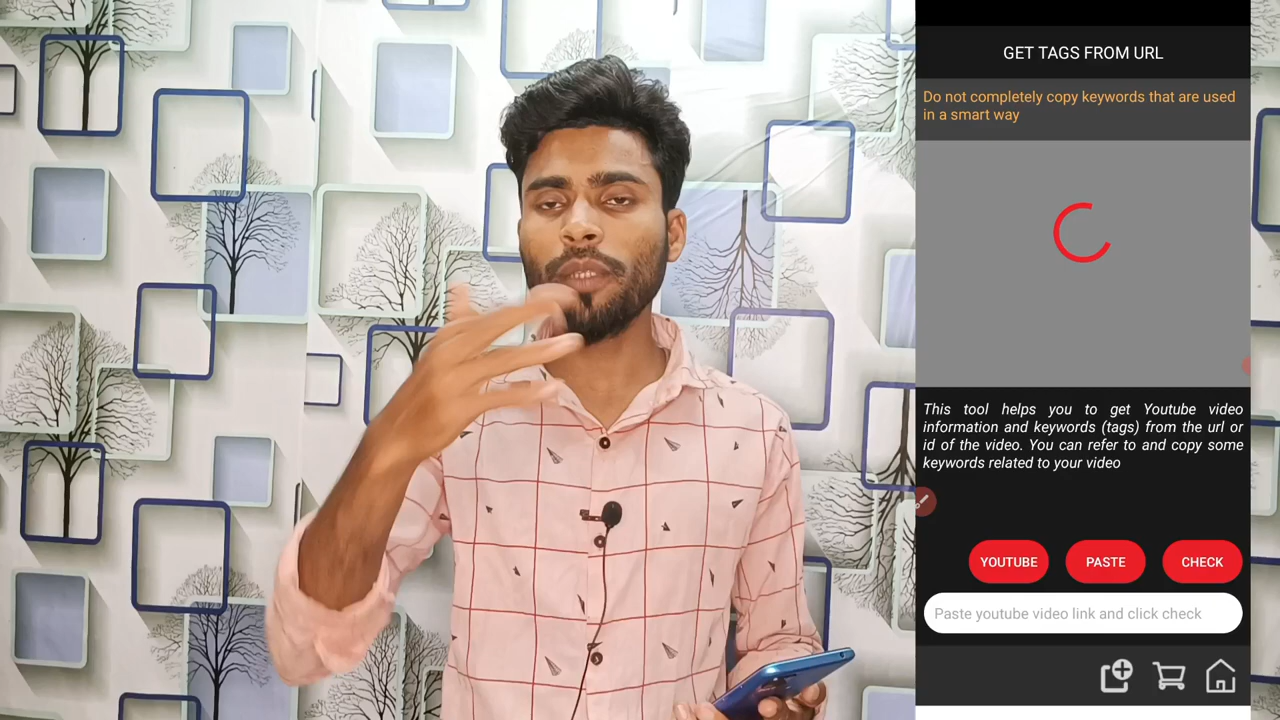 GET TAGS FROM URL
Do not completely copy keywords that are used
in a smart way
This tool helps you to get Youtube video
information and keywords (tags) from the url or
id of the video. You can refer to and copy some
keywords related to your video
YOUTUBE PASTE CHECK
Paste youtube video link and click check